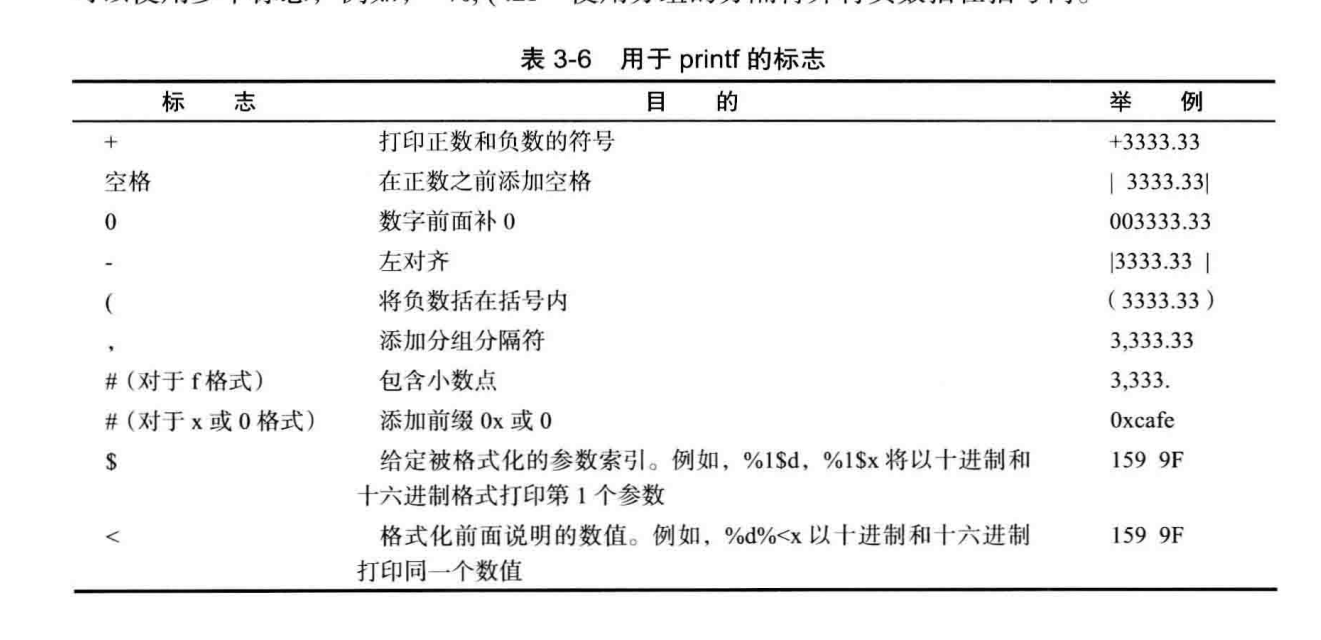 表 3-6 用于 printf 的标志
标 志 目 的 举 例
+ 打印正数和负数的符号 +3333.33
空格 在正数之前添加空格 | 3333.33|
0 数字前面补 0 003333.33
- 左对齐 |3333.33 |
( 将负数括在括号内 (3333.33)
, 添加分组分隔符 3,333.33
# (对于 f 格式) 包含小数点 3,333.
# (对于 x 或 0 格式) 添加前缀 0x 或 0 0xcafe
$ 给定被格式化的参数索引。例如，%1$d，%1$x 将以十进制和 159 9F
十六进制格式打印第 1 个参数
< 格式化前面说明的数值。例如，%d%<x 以十进制和十六进制 159 9F
打印同一个数值